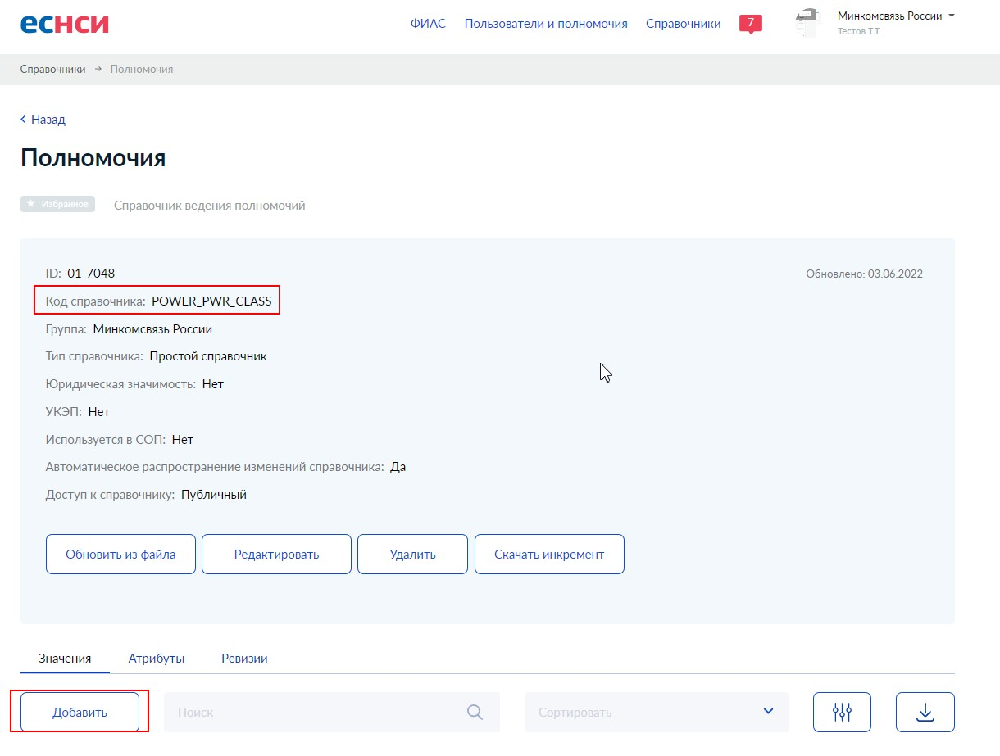 еснси
ФИАС Пользователи и полномочия Справочники 7 Минкомсвязь России
Тестов Т.Т.
Справочники → Полномочия
Назад
Полномочия
Избранное Справочник ведения полномочий
ID: 01-7048 Обновлено: 03.06.2022
Код справочника: POWER_PWR_CLASS
Группа: Минкомсвязь России
Тип справочника: Простой справочник
Юридическая значимость: Нет
УКЭП: Нет
Используется в СОП: Нет
Автоматическое распространение изменений справочника: Да
Доступ к справочнику: Публичный
Обновить из файла Редактировать Удалить Скачать инкремент
Значения Атрибуты Ревизии
Добавить Поиск Сортировать